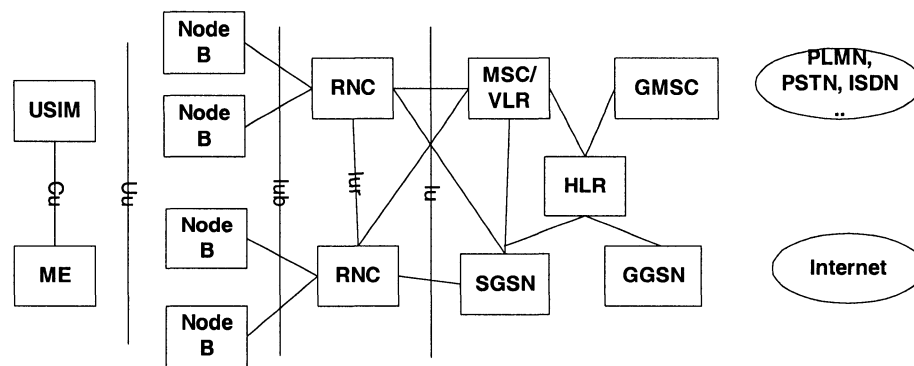 Node
B
PLMN,
PSTN, ISDN
..
RNC
MSC/
VLR
GMSC
USIM
Node
B
Cu
Uu
Iub
Iur
Iu
HLR
Node
B
ME
RNC
SGSN
GGSN
Internet
Node
B